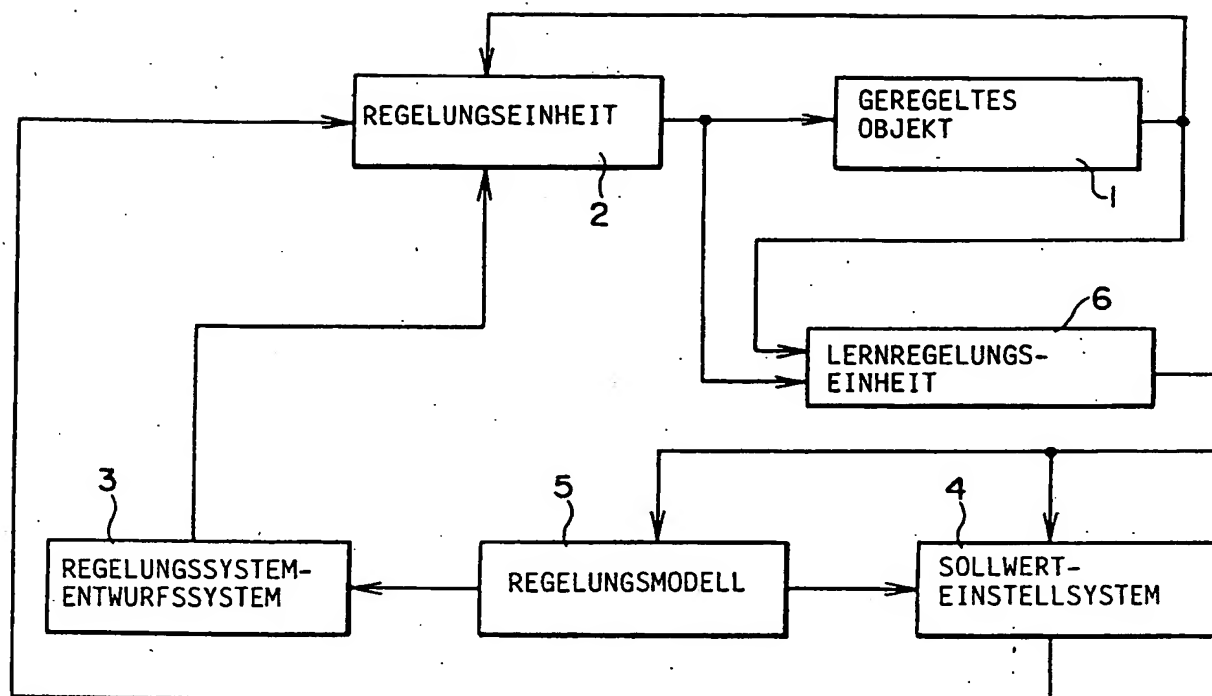 REGELUNGSEINHEIT
2
GEREGELTES
OBJEKT
1
6
LERNREGELUNGS-
EINHEIT
3
REGELUNGSSYSTEM-
ENTWURFSSYSTEM
5
REGELUNGSMODELL
4
SOLLWERT-
EINSTELLSYSTEM